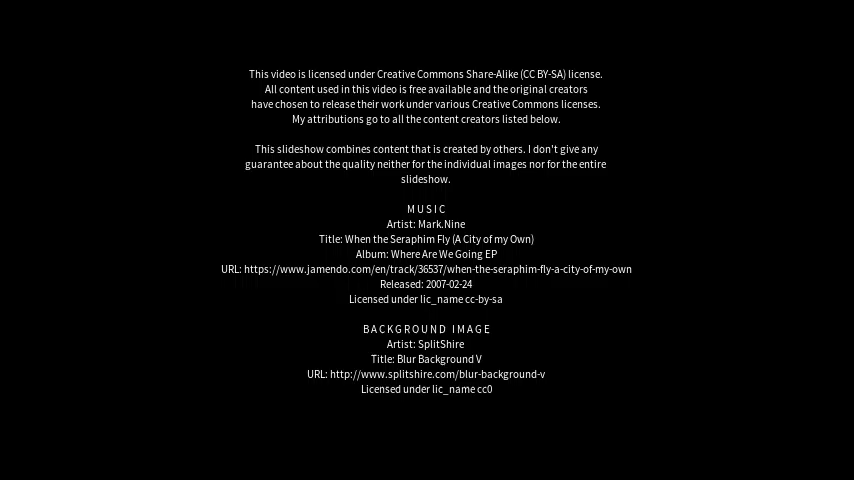 This video is licensed under Creative Commons Share-Alike (CC BY-SA) license.
All content used in this video is free available and the original creators
have chosen to release their work under various Creative Commons licenses.
My attributions go to all the content creators listed below.
This slideshow combines content that is created by others. I don't give any
guarantee about the quality neither for the individual images nor for the entire
slideshow.
MUSIC
Artist: Mark.Nine
Title: When the Seraphim Fly (A City of my Own)
Album: Where Are We Going EP
URL: https://www.jamendo.com/en/track/36537/when-the-seraphim-fly-a-city-of-my-own
Released: 2007-02-24
Licensed under lic_name cc-by-sa
BACKGROUND IMAGE
Artist: SplitShire
Title: Blur Background V
URL: http://www.splitshire.com/blur-background-v
Licensed under lic_name cc0